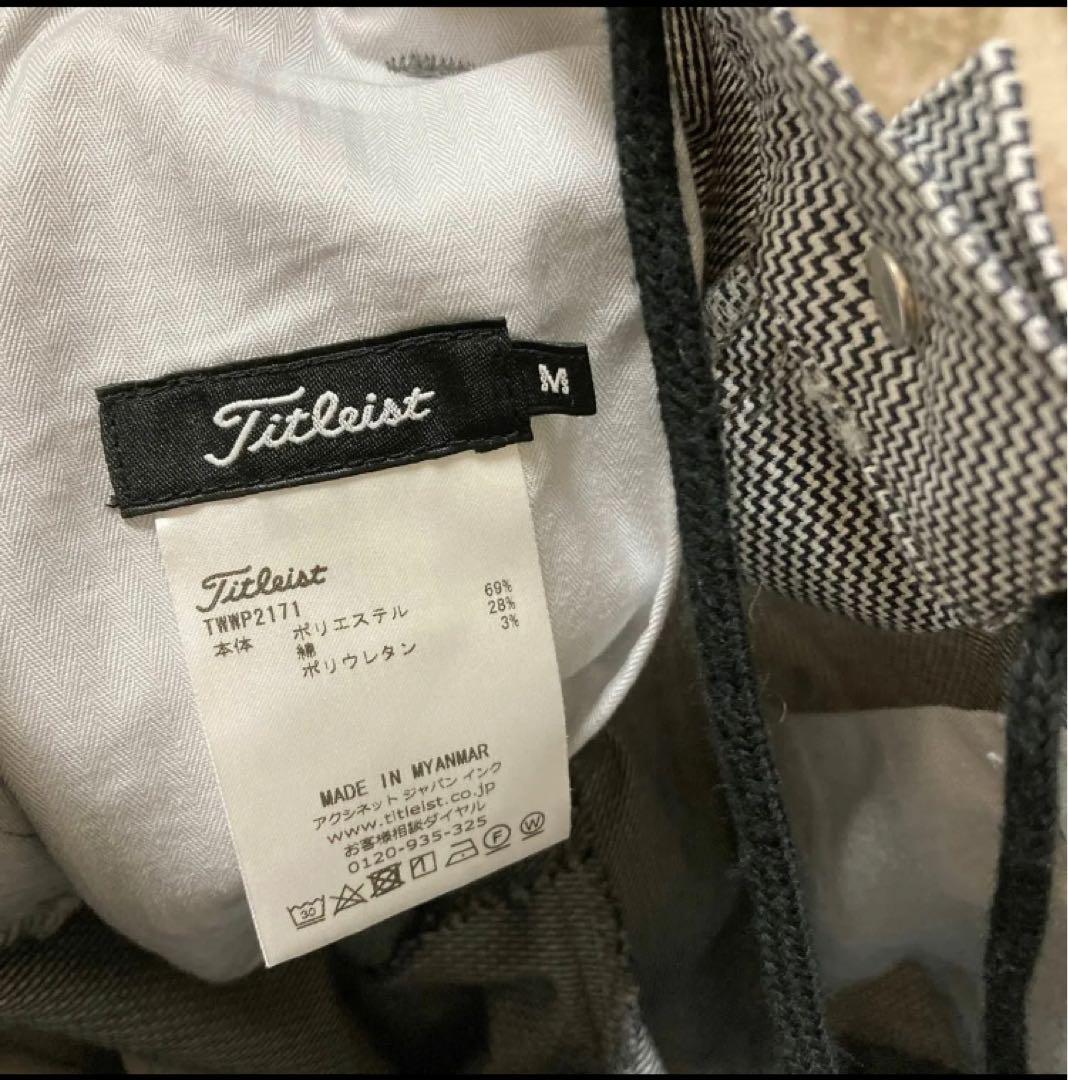 Titleist
M
Titleist
TWWP2171
本体 ポリエステル 69%
綿 28%
ポリウレタン 3%
MADE IN MYANMAR
アクシネット ジャパン インク
www.titleist.co.jp
お客様相談ダイヤル
0120-935-325
30 1 F W